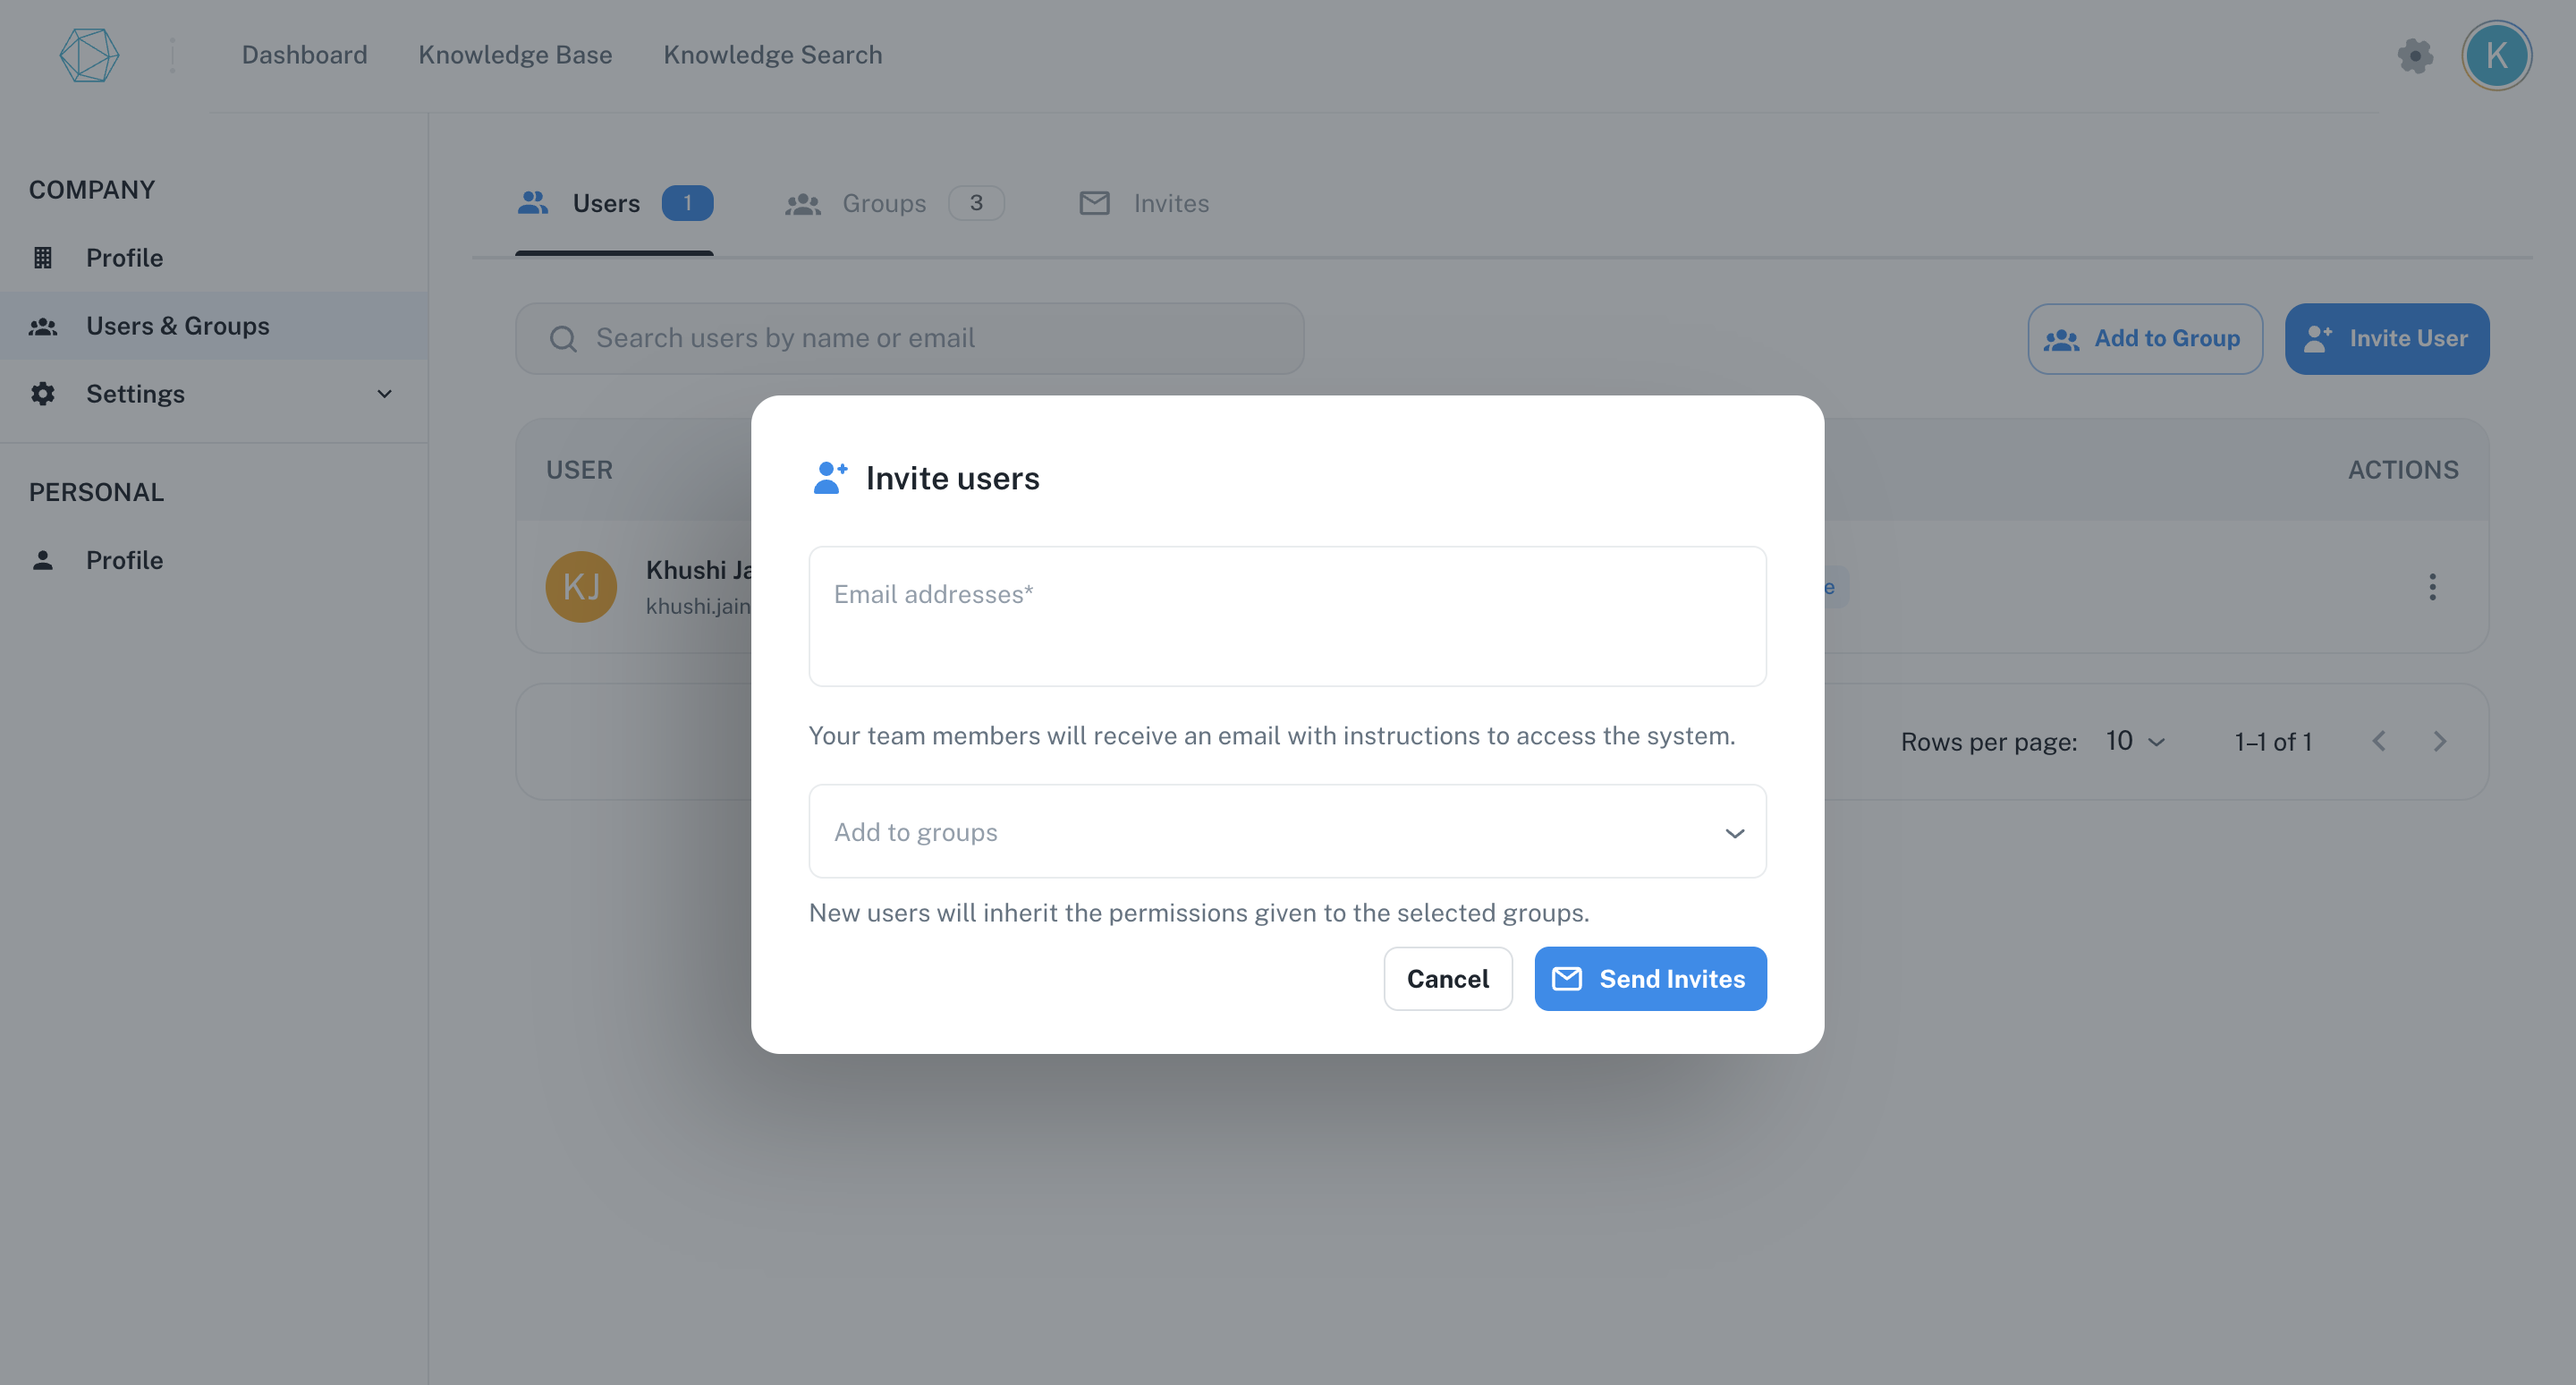 Dashboard Knowledge Base Knowledge Search
K
COMPANY
Profile
Users & Groups
Settings
PERSONAL
Profile
Users 1 Groups 3 Invites
Search users by name or email
Add to Group Invite User
USER ACTIONS
KJ Khushi
khushi.jain
Invite users
Email addresses*
Your team members will receive an email with instructions to access the system.
Add to groups
New users will inherit the permissions given to the selected groups.
Cancel Send Invites
Rows per page: 10 1–1 of 1